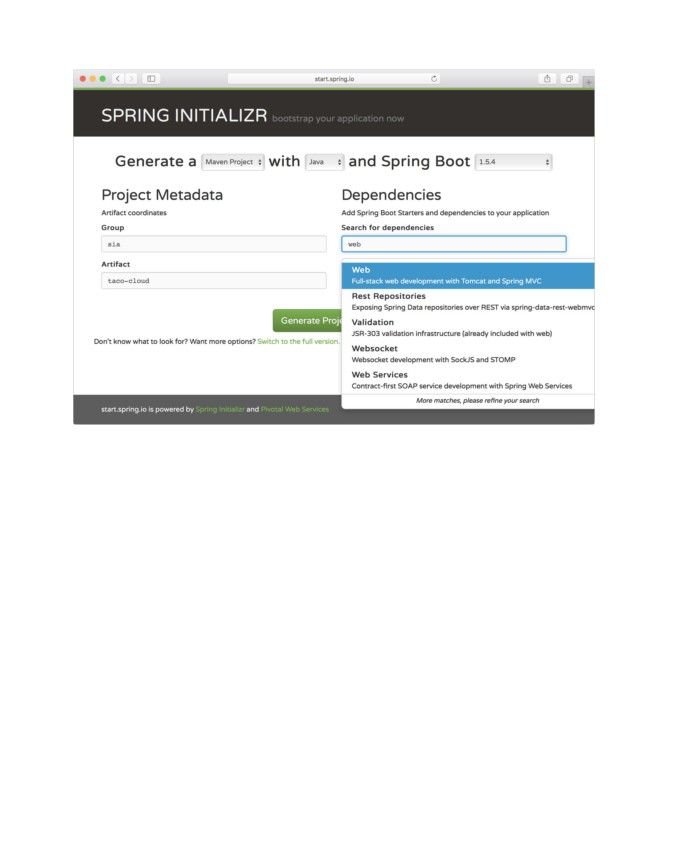 start.spring.io
SPRING INITIALIZR bootstrap your application now
Generate a Maven Project with Java and Spring Boot 1.5.4
Project Metadata
Artifact coordinates
Group
sia
Artifact
taco-cloud
Dependencies
Add Spring Boot Starters and dependencies to your application
Search for dependencies
web
Web
Full-stack web development with Tomcat and Spring MVC
Rest Repositories
Exposing Spring Data repositories over REST via spring-data-rest-webmvc
Validation
JSR-303 validation infrastructure (already included with web)
Websocket
Websocket development with SockJS and STOMP
Web Services
Contract-first SOAP service development with Spring Web Services
More matches, please refine your search
Generate Proje
Don't know what to look for? Want more options? Switch to the full version.
start.spring.io is powered by Spring Initializr and Pivotal Web Services